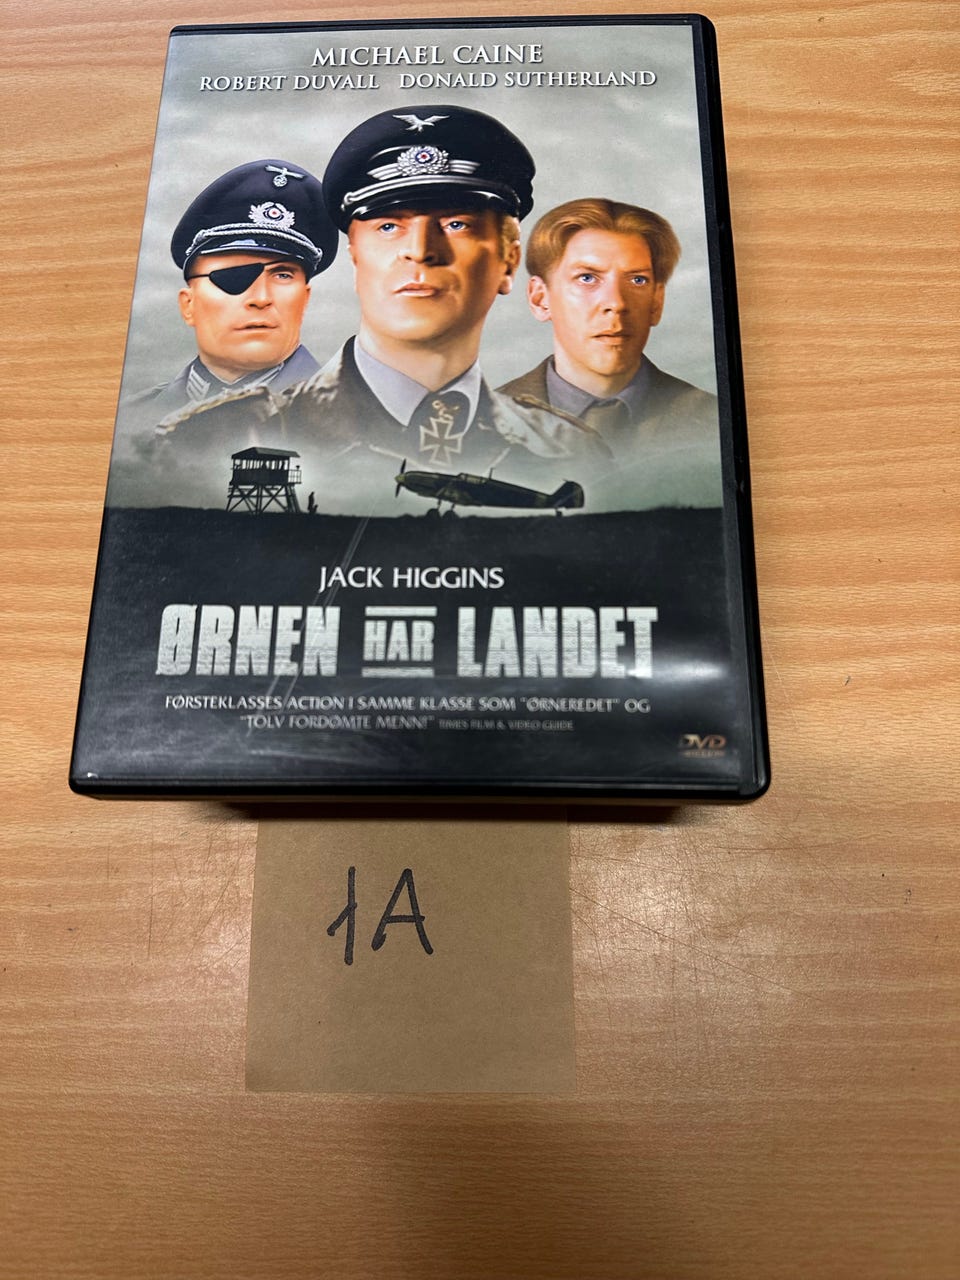 MICHAEL CAINE
ROBERT DUVALL DONALD SUTHERLAND
JACK HIGGINS
ØRNEN HAR LANDET
FØRSTEKLASSES ACTION I SAMME KLASSE SOM "ØRNEREDET" OG
"TOLV FORDØMTE MENN!" TIMES FILM & VIDEO GUIDE
DVD
1A